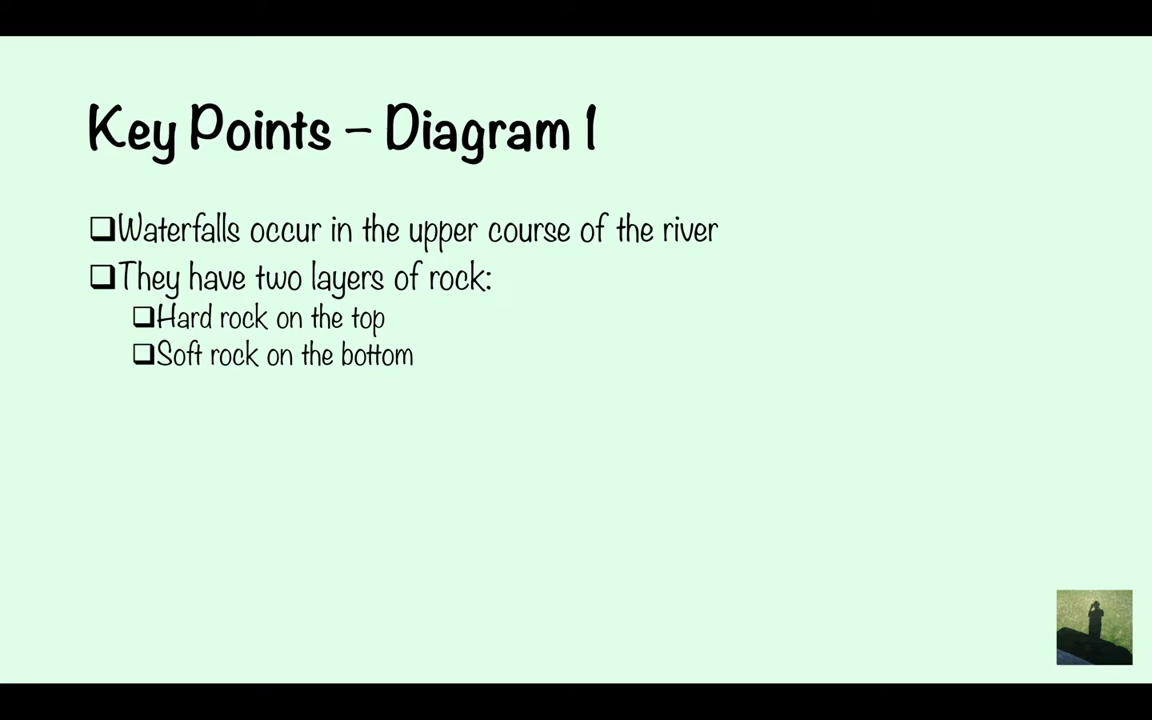 Key Points – Diagram 1
❑Waterfalls occur in the upper course of the river
❑They have two layers of rock:
❑Hard rock on the top
❑Soft rock on the bottom